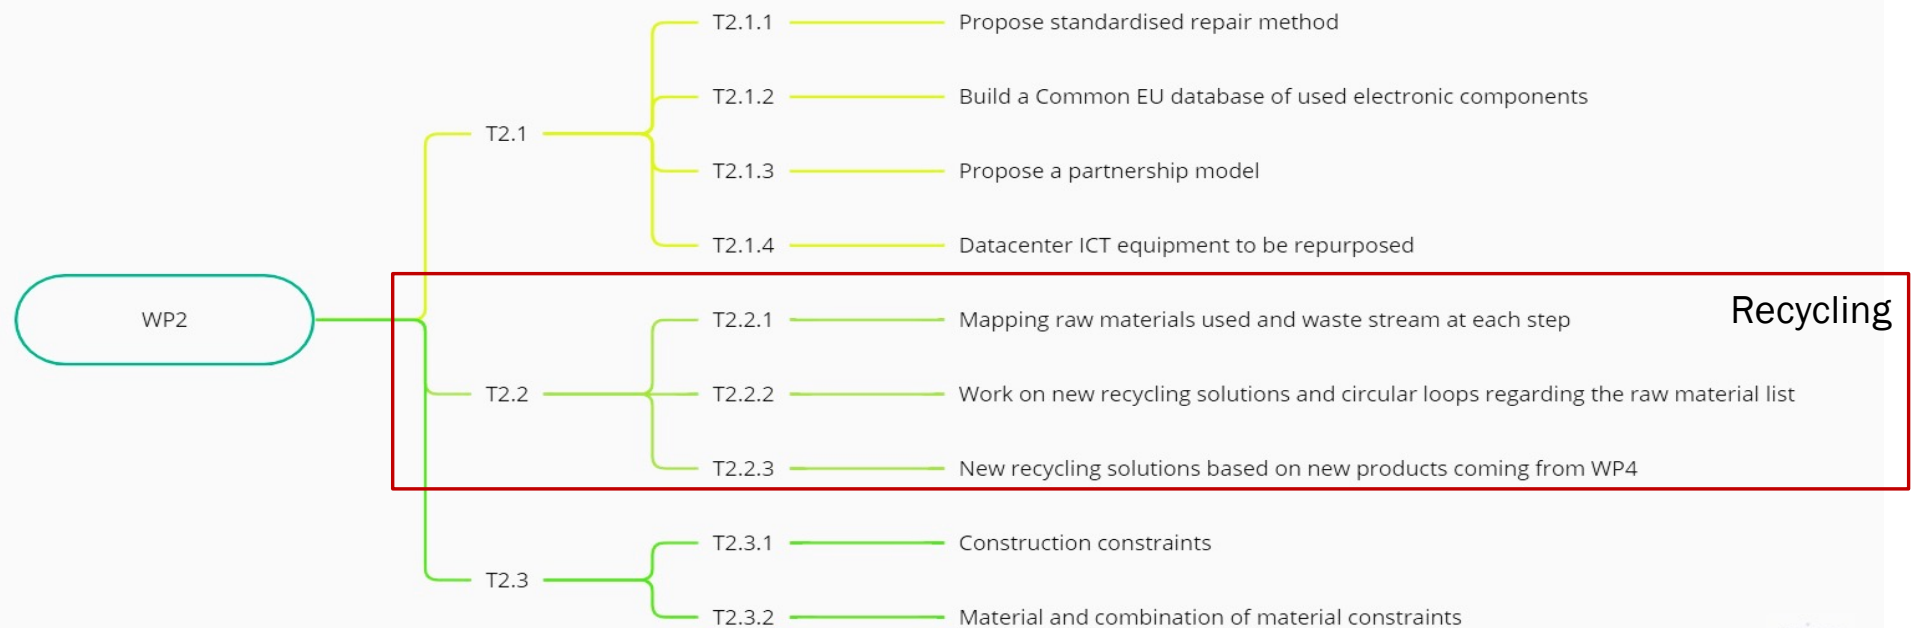 T2.1.1 Propose standardised repair method
T2.1.2 Build a Common EU database of used electronic components
T2.1
T2.1.3 Propose a partnership model
T2.1.4 Datacenter ICT equipment to be repurposed
Recycling
WP2
T2.2.1 Mapping raw materials used and waste stream at each step
T2.2
T2.2.2 Work on new recycling solutions and circular loops regarding the raw material list
T2.2.3 New recycling solutions based on new products coming from WP4
T2.3.1 Construction constraints
T2.3
T2.3.2 Material and combination of material constraints